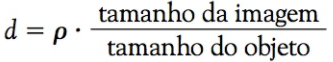 d = ρ · tamanho da imagem / tamanho do objeto